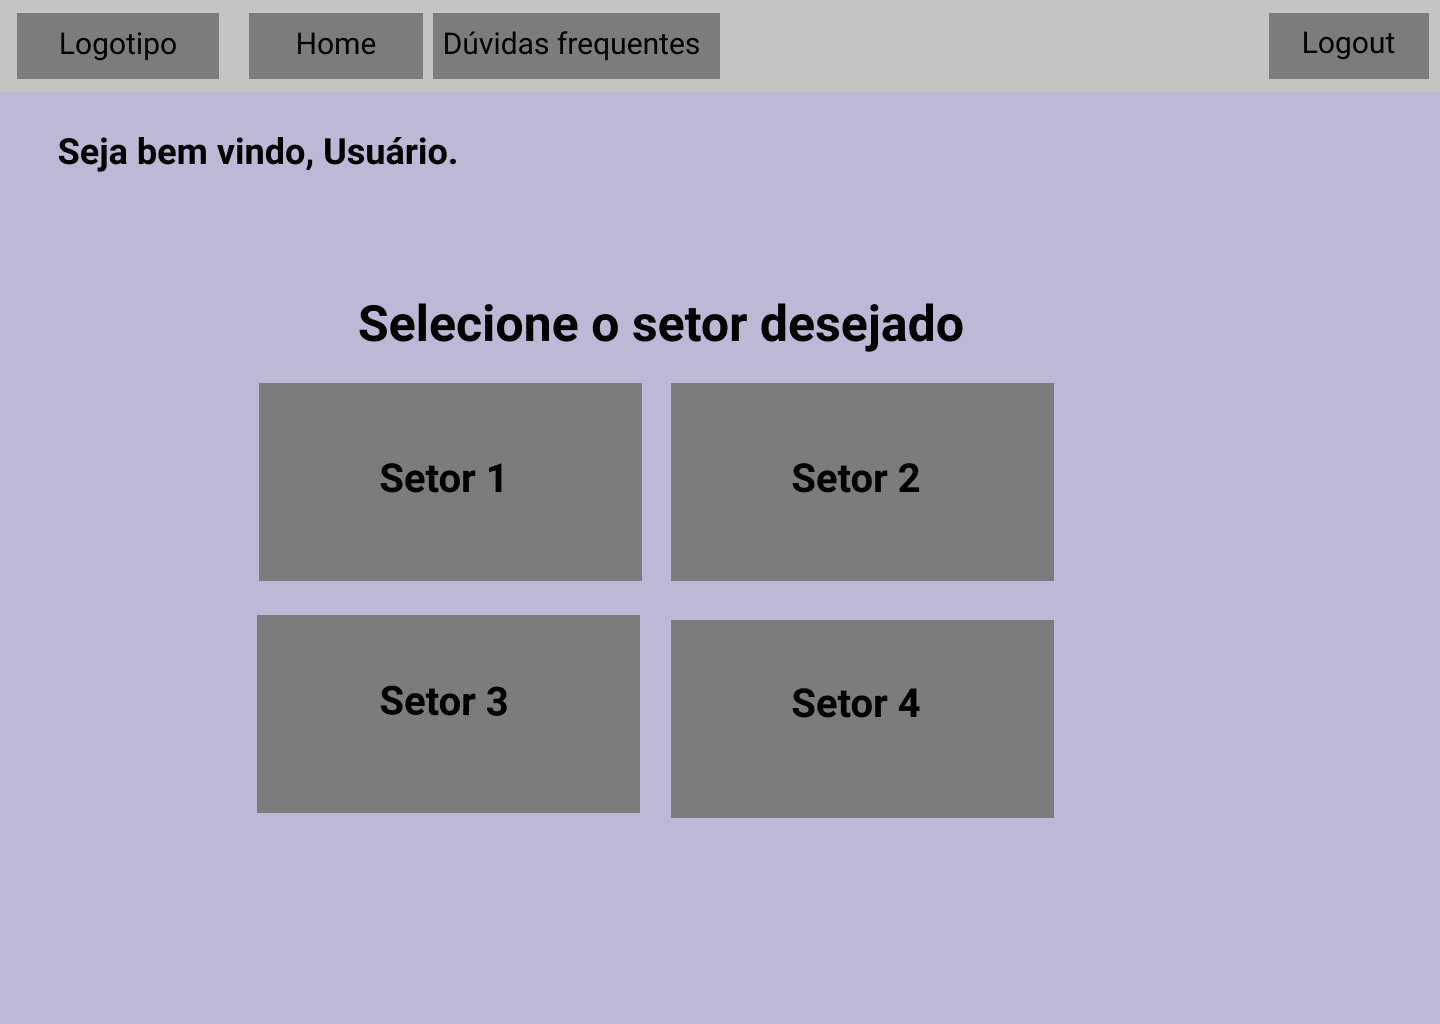 Logotipo
Home
Dúvidas frequentes
Logout
Seja bem vindo, Usuário.
Selecione o setor desejado
Setor 1
Setor 2
Setor 3
Setor 4